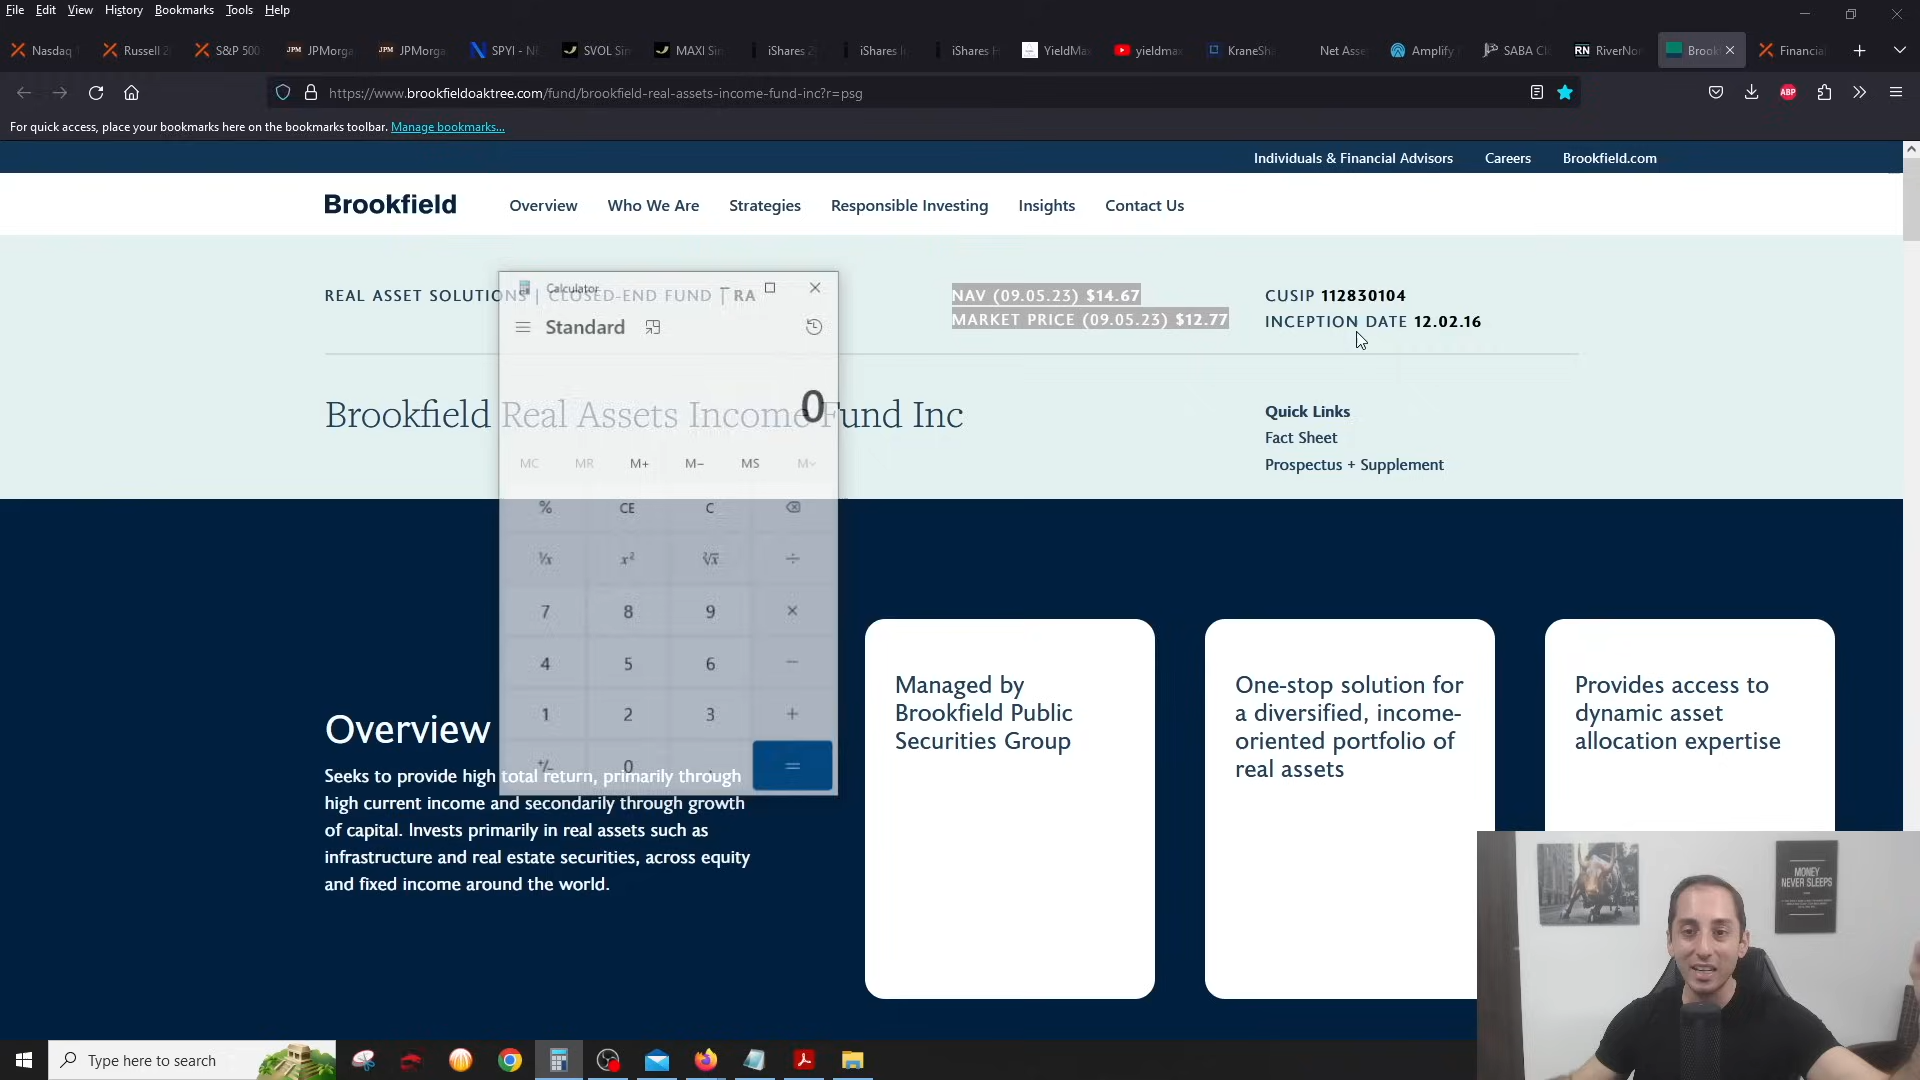 File Edit View History Bookmarks Tools Help
Nasdaq Russell 2 S&P 500 JPMorga JPMorga SPYI - N SVOL Sim MAXI Sim iShares 2 iShares iShares YieldMa yieldmax KraneSha Net Asse Amplify SABA Cl RiverNor Brook Financial
https://www.brookfieldoaktree.com/fund/brookfield-real-assets-income-fund-inc?r=psg
ABP
For quick access, place your bookmarks here on the bookmarks toolbar. Manage bookmarks...
Individuals & Financial Advisors Careers Brookfield.com
Brookfield Overview Who We Are Strategies Responsible Investing Insights Contact Us
REAL ASSET SOLUTIONS | CLOSED-END FUND | RA
NAV (09.05.23) $14.67
MARKET PRICE (09.05.23) $12.77
CUSIP 112830104
INCEPTION DATE 12.02.16
Brookfield Real Assets Income Fund Inc
Quick Links
Fact Sheet
Prospectus + Supplement
Calculator
Standard
0
MC MR M+ M− MS M
% CE C
⅟x x² ²√x ÷
7 8 9 ×
4 5 6 −
1 2 3 +
+/− 0 . =
Overview
Seeks to provide high total return, primarily through
high current income and secondarily through growth
of capital. Invests primarily in real assets such as
infrastructure and real estate securities, across equity
and fixed income around the world.
Managed by
Brookfield Public
Securities Group
One-stop solution for
a diversified, income-
oriented portfolio of
real assets
Provides access to
dynamic asset
allocation expertise
MONEY
NEVER SLEEPS
Type here to search